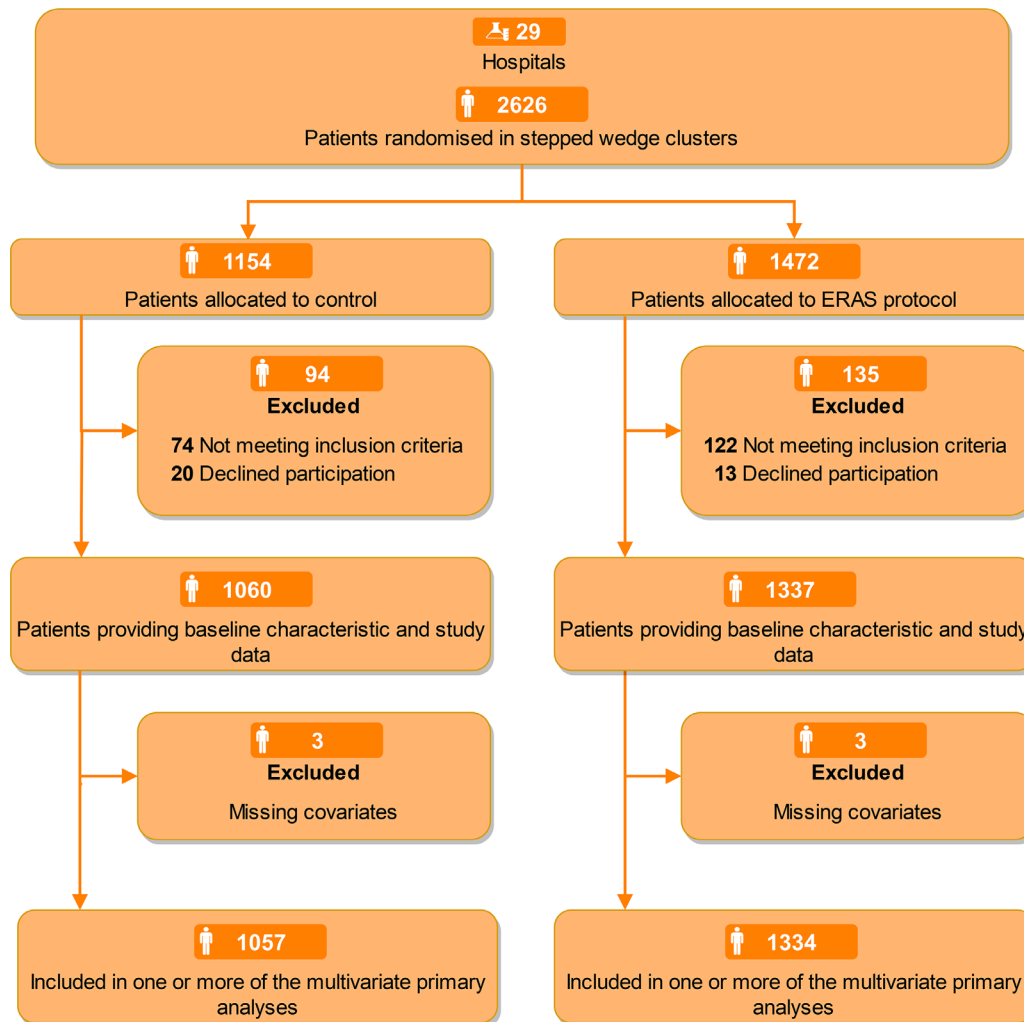 29
Hospitals
2626
Patients randomised in stepped wedge clusters
1154
Patients allocated to control
1472
Patients allocated to ERAS protocol
94
Excluded
74 Not meeting inclusion criteria
20 Declined participation
135
Excluded
122 Not meeting inclusion criteria
13 Declined participation
1060
Patients providing baseline characteristic and study
data
1337
Patients providing baseline characteristic and study
data
3
Excluded
Missing covariates
3
Excluded
Missing covariates
1057
Included in one or more of the multivariate primary
analyses
1334
Included in one or more of the multivariate primary
analyses